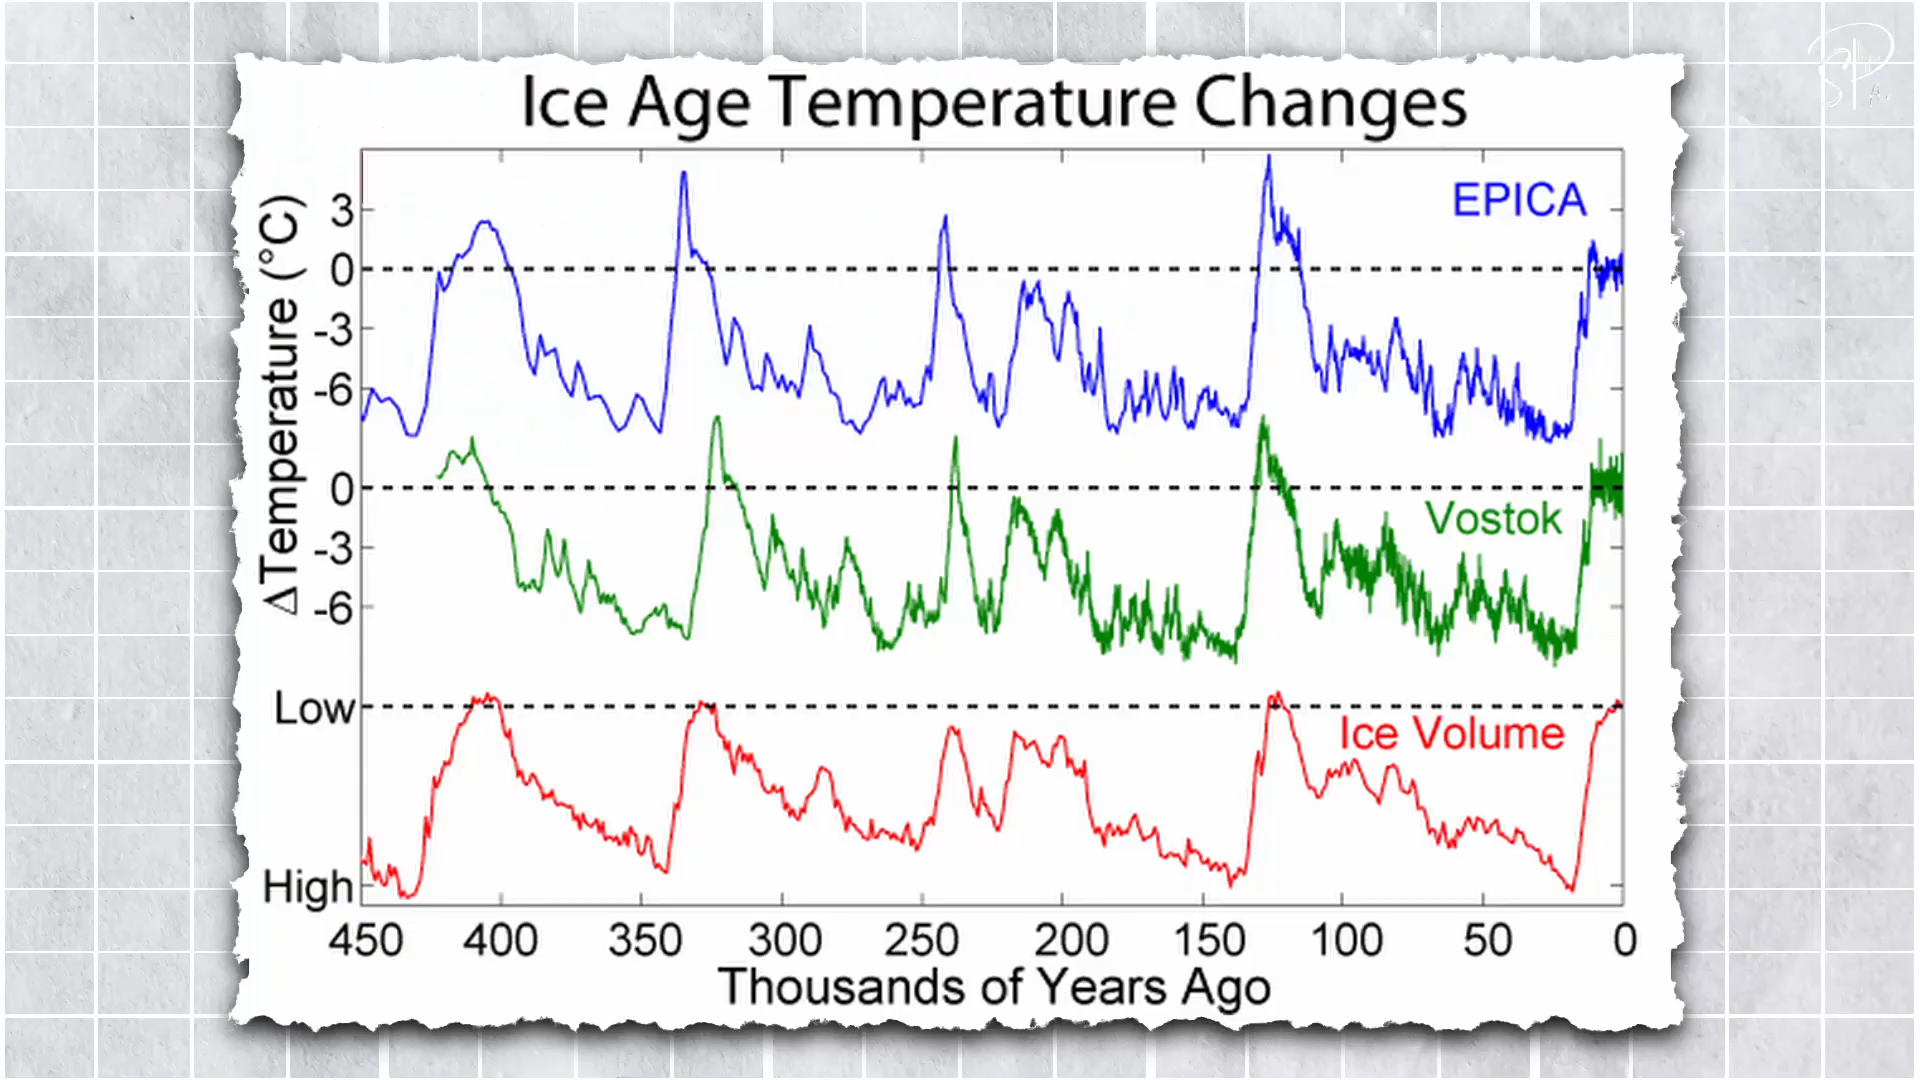 Ice Age Temperature Changes
EPICA
3
0
-3
-6
ΔTemperature (°C)
0
Vostok
-3
-6
Low
Ice Volume
High
450 400 350 300 250 200 150 100 50 0
Thousands of Years Ago